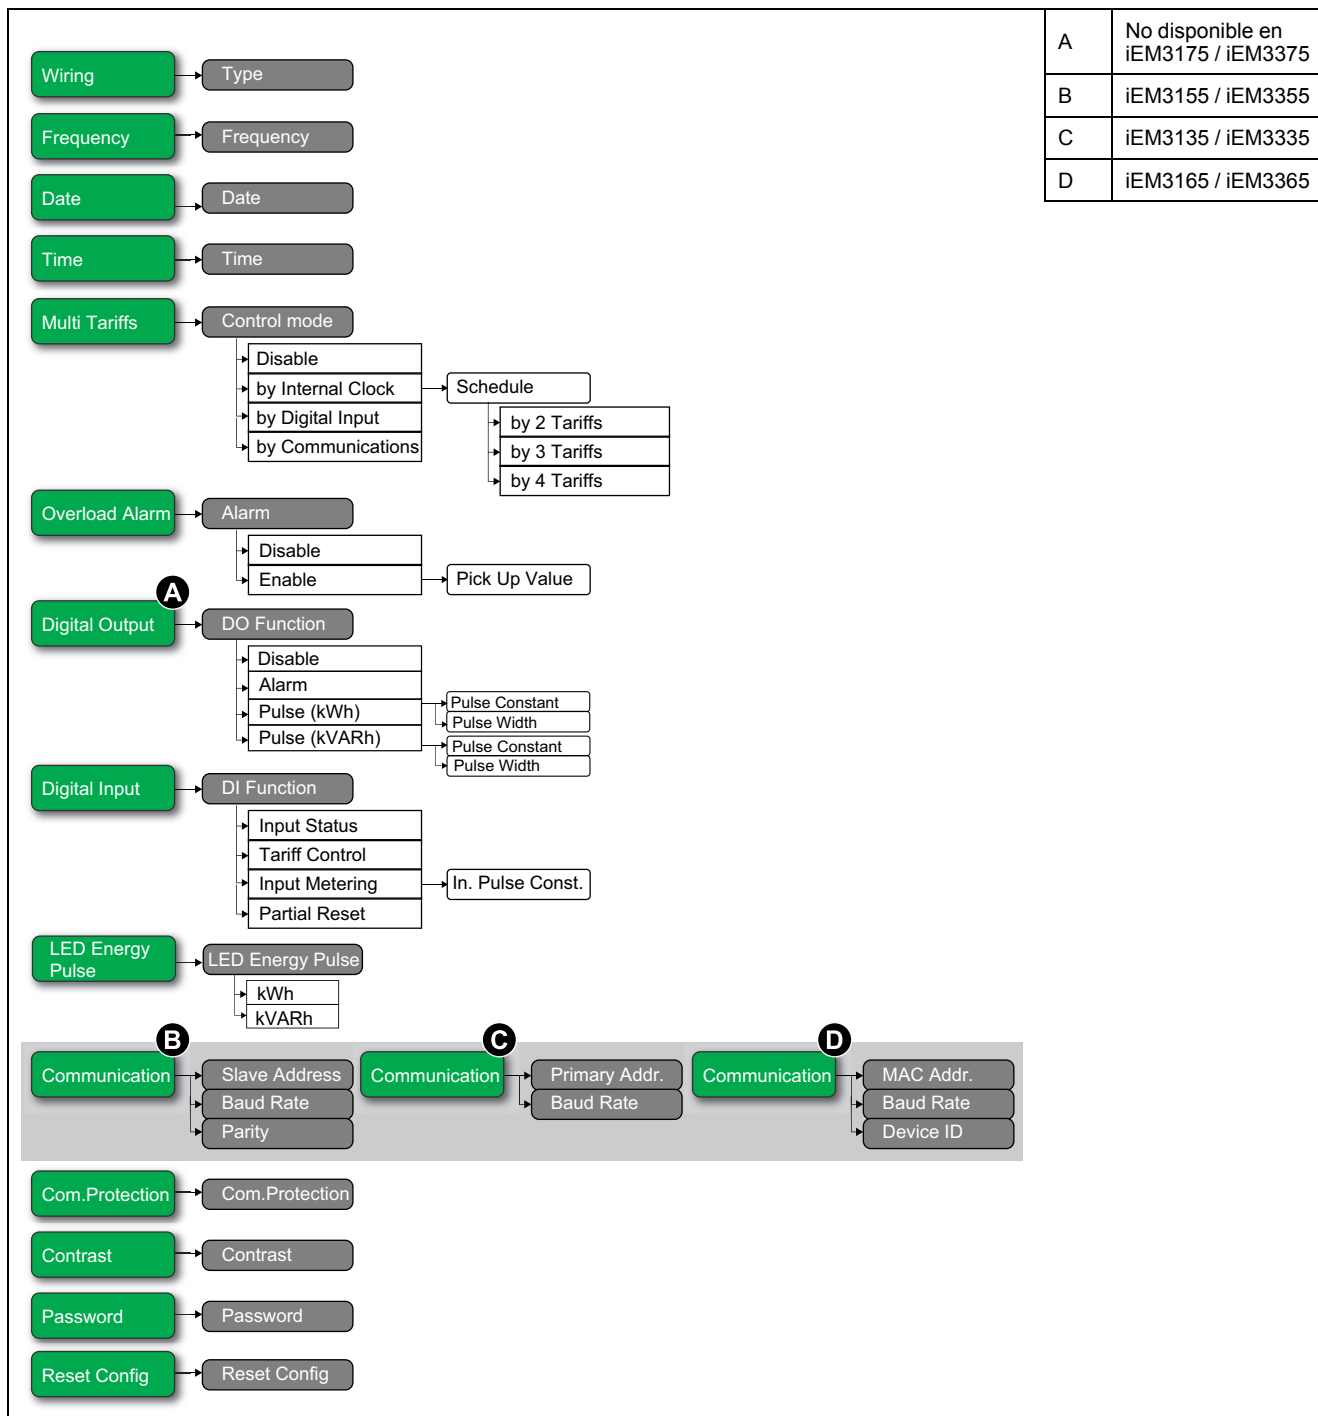 A
No disponible en
iEM3175 / iEM3375
B
iEM3155 / iEM3355
C
iEM3135 / iEM3335
D
iEM3165 / iEM3365
Wiring
Type
Frequency
Frequency
Date
Date
Time
Time
Multi Tariffs
Control mode
Disable
by Internal Clock
Schedule
by Digital Input
by Communications
by 2 Tariffs
by 3 Tariffs
by 4 Tariffs
Overload Alarm
Alarm
Disable
Enable
Pick Up Value
A
Digital Output
DO Function
Disable
Alarm
Pulse (kWh)
Pulse Constant
Pulse Width
Pulse (kVARh)
Pulse Constant
Pulse Width
Digital Input
DI Function
Input Status
Tariff Control
Input Metering
In. Pulse Const.
Partial Reset
LED Energy
Pulse
LED Energy Pulse
kWh
kVARh
B
Communication
Slave Address
Baud Rate
Parity
C
Communication
Primary Addr.
Baud Rate
D
Communication
MAC Addr.
Baud Rate
Device ID
Com.Protection
Com.Protection
Contrast
Contrast
Password
Password
Reset Config
Reset Config